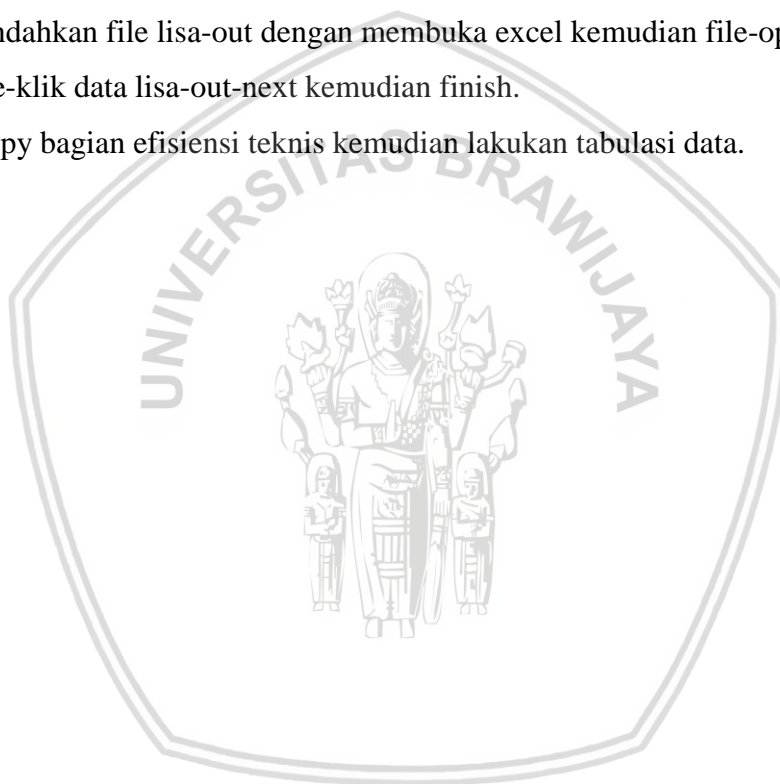 ndahkan file lisa-out dengan membuka excel kemudian file-op
e-klik data lisa-out-next kemudian finish.
py bagian efisiensi teknis kemudian lakukan tabulasi data.
UNIVERSITAS BRAWIJAYA